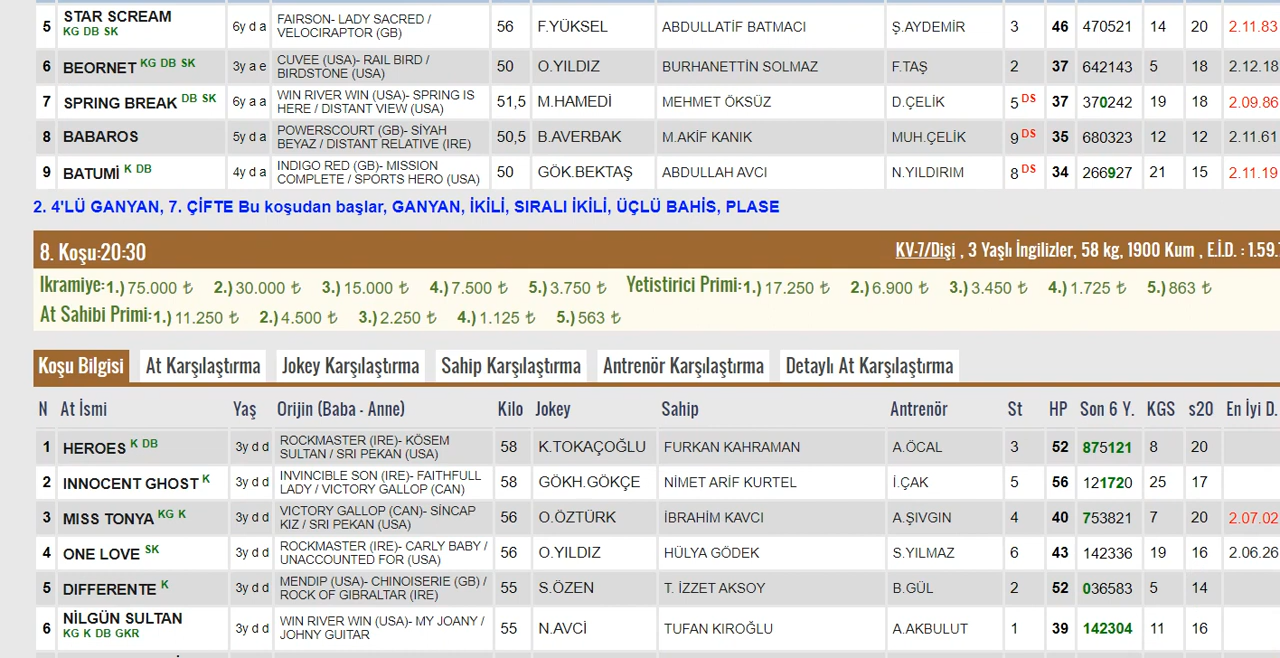 5 STAR SCREAM KG DB SK 6y d a FAIRSON- LADY SACRED / VELOCIRAPTOR (GB) 56 F.YÜKSEL ABDULLATİF BATMACI Ş.AYDEMİR 3 46 470521 14 20 2.11.83
6 BEORNET KG DB SK 3y a e CUVEE (USA)- RAIL BIRD / BIRDSTONE (USA) 50 O.YILDIZ BURHANETTİN SOLMAZ F.TAŞ 2 37 642143 5 18 2.12.18
7 SPRING BREAK DB SK 6y a a WIN RIVER WIN (USA)- SPRING IS HERE / DISTANT VIEW (USA) 51,5 M.HAMEDİ MEHMET ÖKSÜZ D.ÇELİK 5 DS 37 370242 19 18 2.09.86
8 BABAROS 5y d a POWERSCOURT (GB)- SİYAH BEYAZ / DISTANT RELATIVE (IRE) 50,5 B.AVERBAK M.AKİF KANIK MUH.ÇELİK 9 DS 35 680323 12 12 2.11.61
9 BATUMİ K DB 4y d a INDIGO RED (GB)- MISSION COMPLETE / SPORTS HERO (USA) 50 GÖK.BEKTAŞ ABDULLAH AVCI N.YILDIRIM 8 DS 34 266927 21 15 2.11.19
2. 4'LÜ GANYAN, 7. ÇİFTE Bu koşudan başlar, GANYAN, İKİLİ, SIRALI İKİLİ, ÜÇLÜ BAHİS, PLASE
8. Koşu:20:30 KV-7/Dişi , 3 Yaşlı İngilizler, 58 kg, 1900 Kum , E.İ.D. : 1.59.
Ikramiye:1.) 75.000 ₺ 2.) 30.000 ₺ 3.) 15.000 ₺ 4.) 7.500 ₺ 5.) 3.750 ₺ Yetistirici Primi:1.) 17.250 ₺ 2.) 6.900 ₺ 3.) 3.450 ₺ 4.) 1.725 ₺ 5.) 863 ₺
At Sahibi Primi:1.) 11.250 ₺ 2.) 4.500 ₺ 3.) 2.250 ₺ 4.) 1.125 ₺ 5.) 563 ₺
Koşu Bilgisi At Karşılaştırma Jokey Karşılaştırma Sahip Karşılaştırma Antrenör Karşılaştırma Detaylı At Karşılaştırma
N At İsmi Yaş Orijin (Baba - Anne) Kilo Jokey Sahip Antrenör St HP Son 6 Y. KGS s20 En İyi D.
1 HEROES K DB 3y d d ROCKMASTER (IRE)- KÖSEM SULTAN / SRI PEKAN (USA) 58 K.TOKAÇOĞLU FURKAN KAHRAMAN A.ÖCAL 3 52 875121 8 20
2 INNOCENT GHOST K 3y d d INVINCIBLE SON (IRE)- FAITHFULL LADY / VICTORY GALLOP (CAN) 58 GÖKH.GÖKÇE NİMET ARİF KURTEL İ.ÇAK 5 56 121720 25 17
3 MISS TONYA KG K 3y d d VICTORY GALLOP (CAN)- SİNCAP KIZ / SRI PEKAN (USA) 56 O.ÖZTÜRK İBRAHİM KAVCI A.ŞIVGIN 4 40 753821 7 20 2.07.02
4 ONE LOVE SK 3y d d ROCKMASTER (IRE)- CARLY BABY / UNACCOUNTED FOR (USA) 56 O.YILDIZ HÜLYA GÖDEK S.YILMAZ 6 43 142336 19 16 2.06.26
5 DIFFERENTE K 3y d d MENDIP (USA)- CHINOISERIE (GB) / ROCK OF GIBRALTAR (IRE) 55 S.ÖZEN T. İZZET AKSOY B.GÜL 2 52 036583 5 14
6 NİLGÜN SULTAN KG K DB GKR 3y d d WIN RIVER WIN (USA)- MY JOANY / JOHNY GUITAR 55 N.AVCİ TUFAN KIROĞLU A.AKBULUT 1 39 142304 11 16